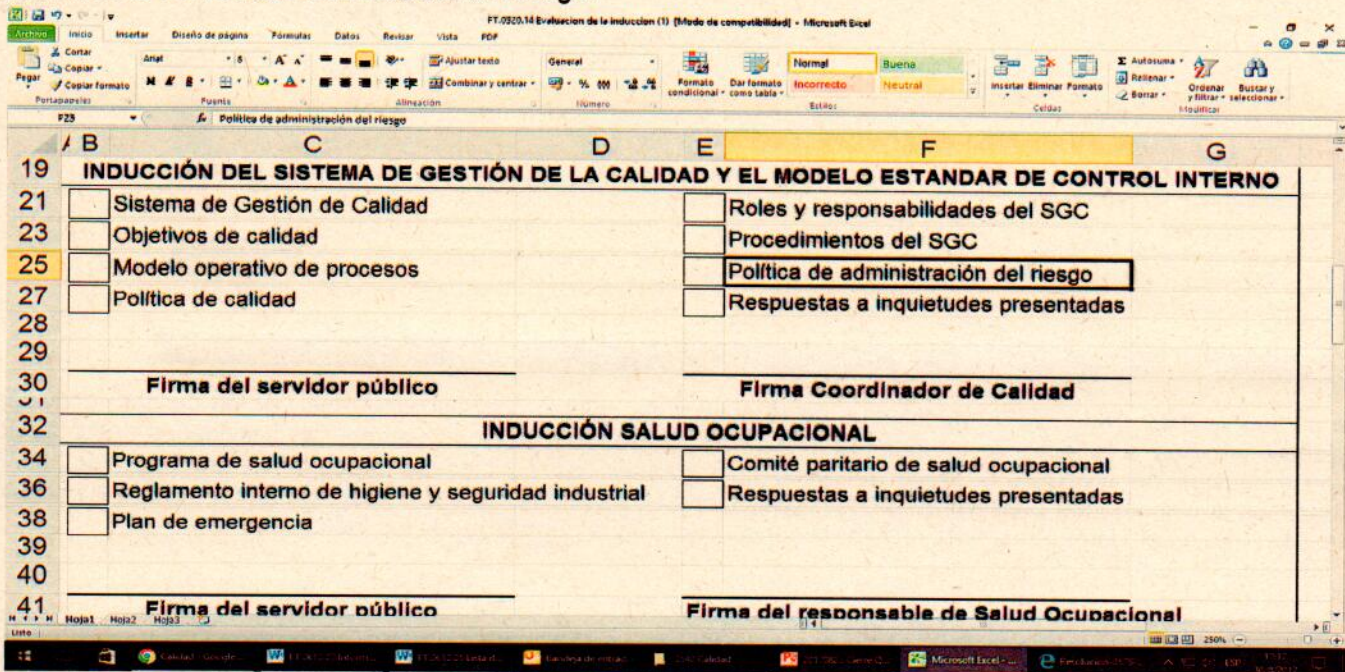 FT.0320.14 Evaluacion de la induccion (1) [Modo de compatibilidad] - Microsoft Excel
Archivo Inicio Insertar Diseño de página Fórmulas Datos Revisar Vista PDF
Cortar
Copiar
Copiar formato
Pegar
Portapapeles
Arial 8
N K S
Fuente
Ajustar texto
Combinar y centrar
Alineación
General
Número
Formato condicional
Dar formato como tabla
Normal Buena
Incorrecto Neutral
Estilos
Insertar Eliminar Formato
Celdas
Autosuma
Rellenar
Borrar
Ordenar y filtrar
Buscar y seleccionar
Modificar
F25 fx Política de administración del riesgo
B C D E F G
19 INDUCCIÓN DEL SISTEMA DE GESTIÓN DE LA CALIDAD Y EL MODELO ESTANDAR DE CONTROL INTERNO
21 Sistema de Gestión de Calidad Roles y responsabilidades del SGC
23 Objetivos de calidad Procedimientos del SGC
25 Modelo operativo de procesos Política de administración del riesgo
27 Política de calidad Respuestas a inquietudes presentadas
28
29
30 Firma del servidor público Firma Coordinador de Calidad
32 INDUCCIÓN SALUD OCUPACIONAL
34 Programa de salud ocupacional Comité paritario de salud ocupacional
36 Reglamento interno de higiene y seguridad industrial Respuestas a inquietudes presentadas
38 Plan de emergencia
39
40
41 Firma del servidor público Firma del responsable de Salud Ocupacional
Hoja1 Hoja2 Hoja3
Listo 250%
Calidad - Google... Bandeja de entrad... Microsoft Excel - ...